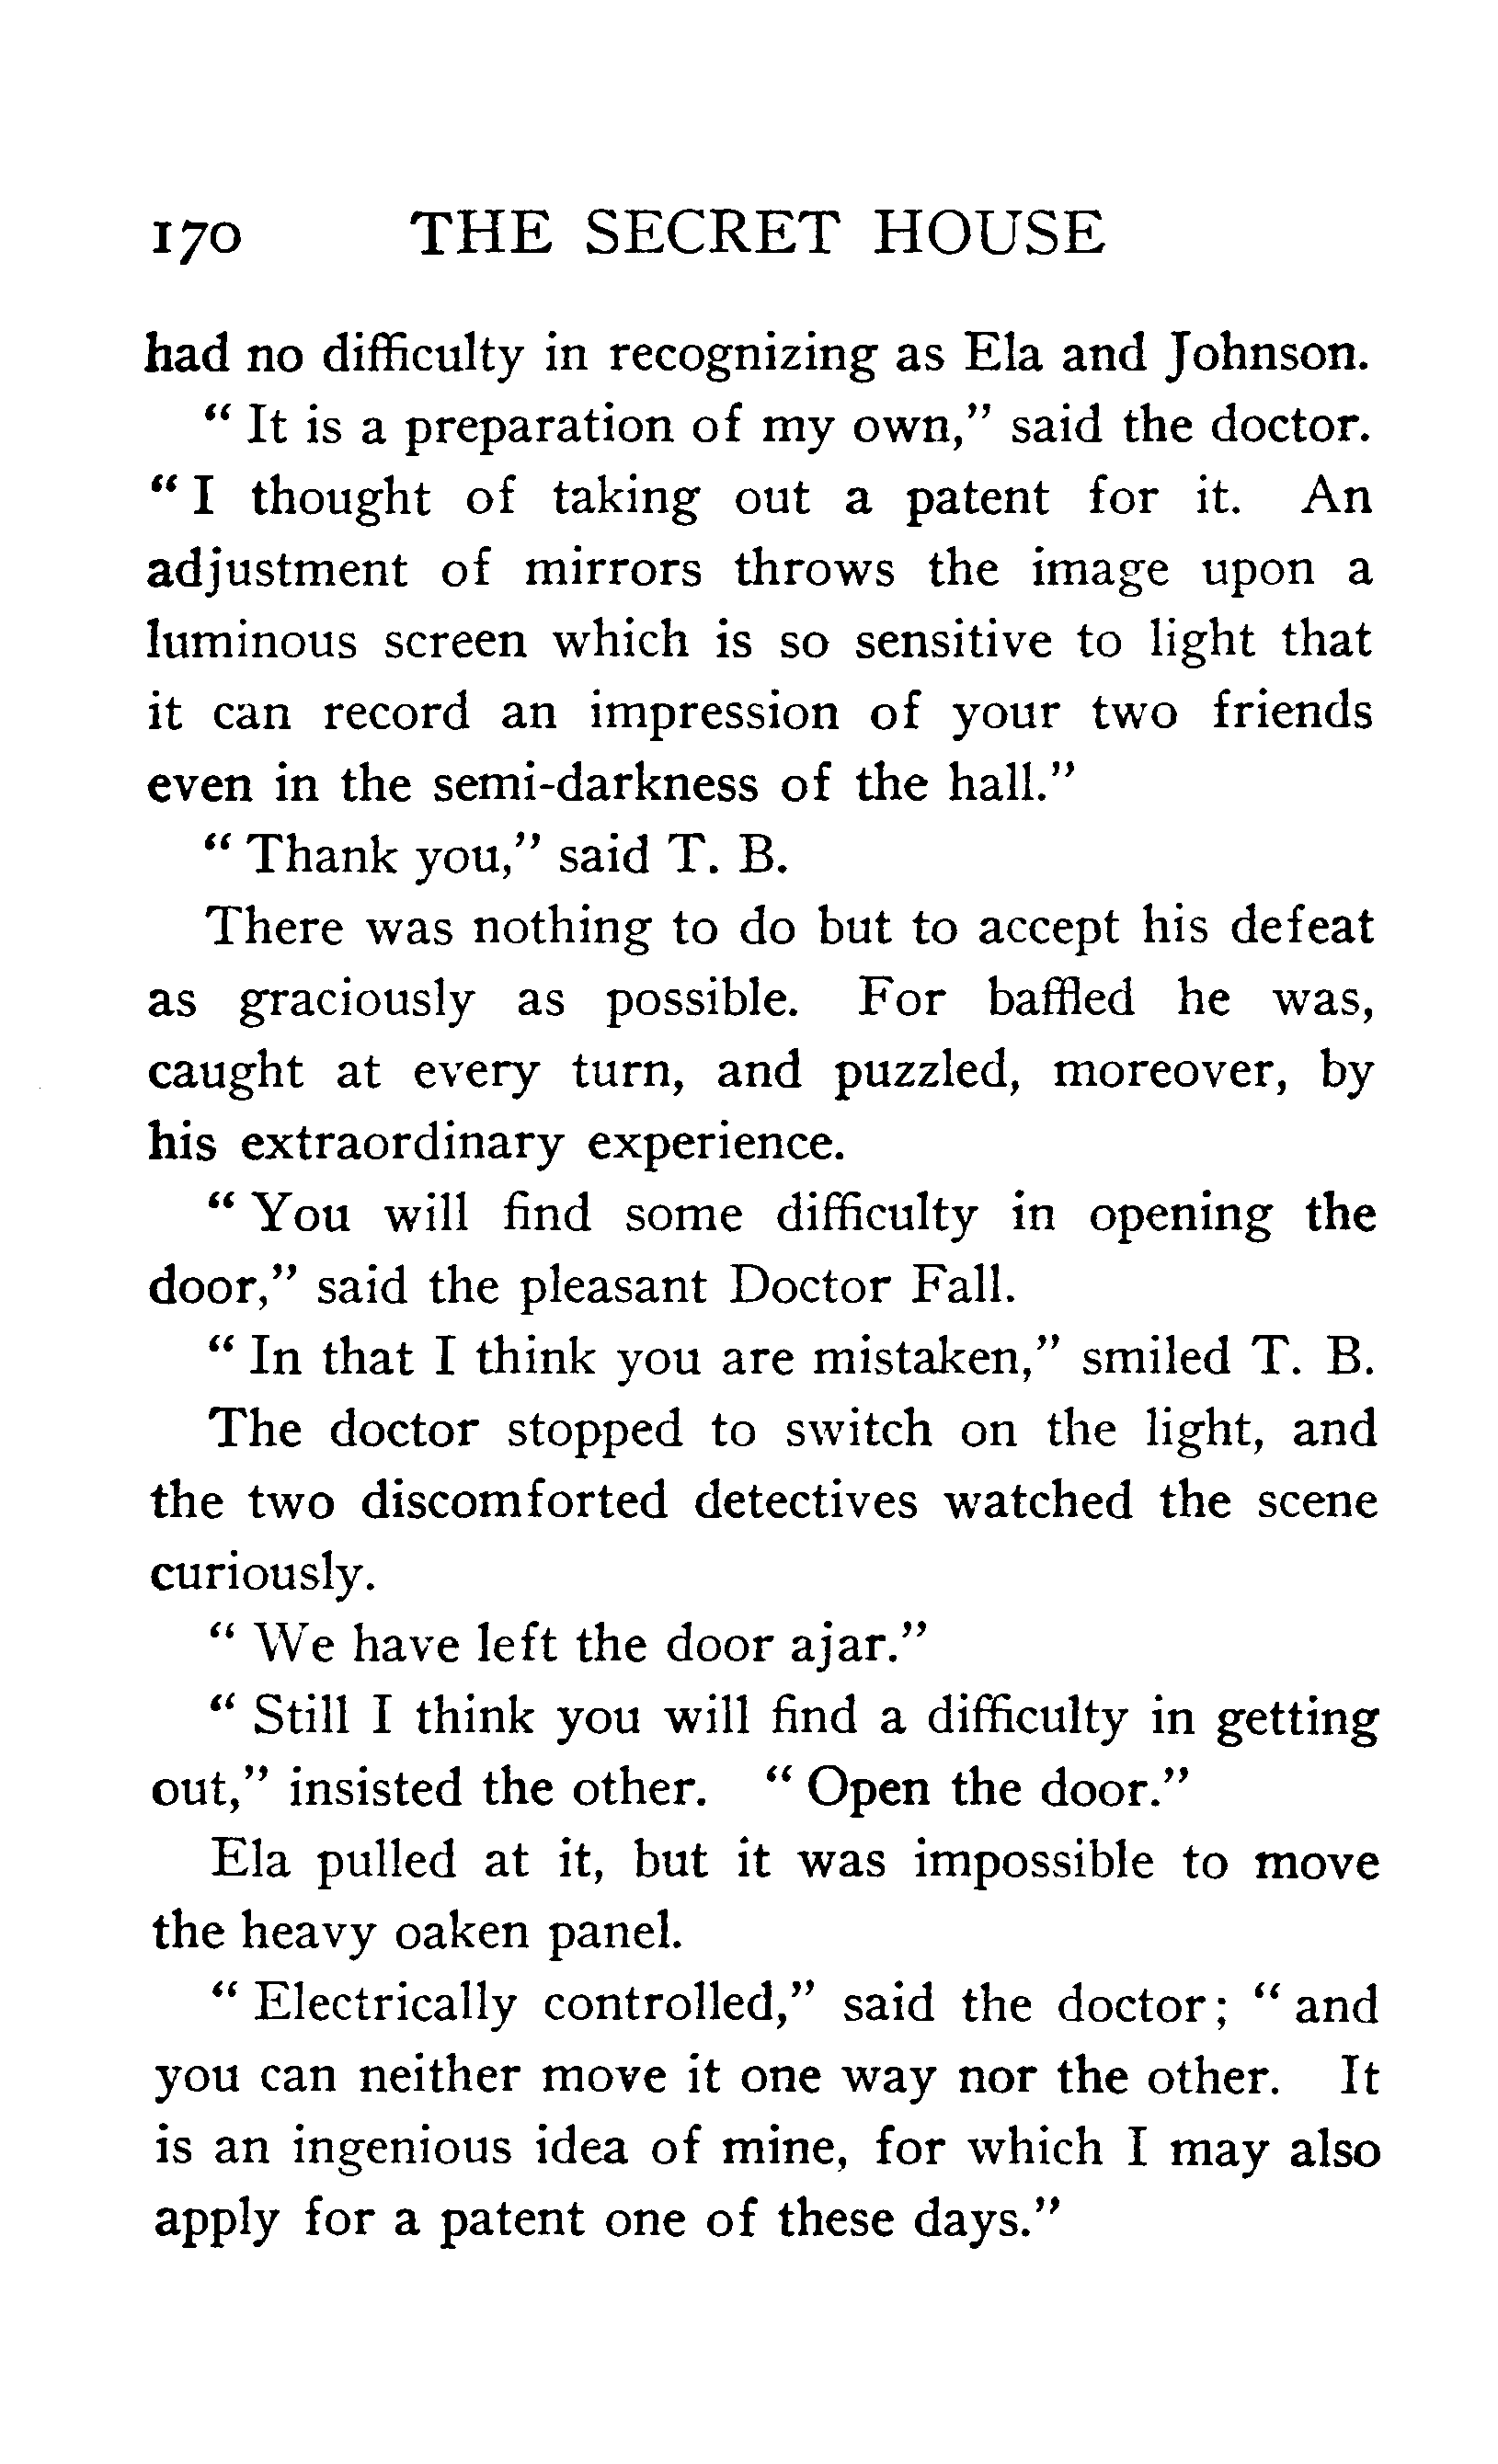 170 THE SECRET HOUSE
had no difficulty in recognizing as Ela and Johnson.
" It is a preparation of my own," said the doctor.
" I thought of taking out a patent for it. An
adjustment of mirrors throws the image upon a
luminous screen which is so sensitive to light that
it can record an impression of your two friends
even in the semi-darkness of the hall."
" Thank you," said T. B.
There was nothing to do but to accept his defeat
as graciously as possible. For baffled he was,
caught at every turn, and puzzled, moreover, by
his extraordinary experience.
" You will find some difficulty in opening the
door," said the pleasant Doctor Fall.
" In that I think you are mistaken," smiled T. B.
The doctor stopped to switch on the light, and
the two discomforted detectives watched the scene
curiously.
" We have left the door ajar."
" Still I think you will find a difficulty in getting
out," insisted the other. " Open the door."
Ela pulled at it, but it was impossible to move
the heavy oaken panel.
" Electrically controlled," said the doctor; " and
you can neither move it one way nor the other. It
is an ingenious idea of mine, for which I may also
apply for a patent one of these days."